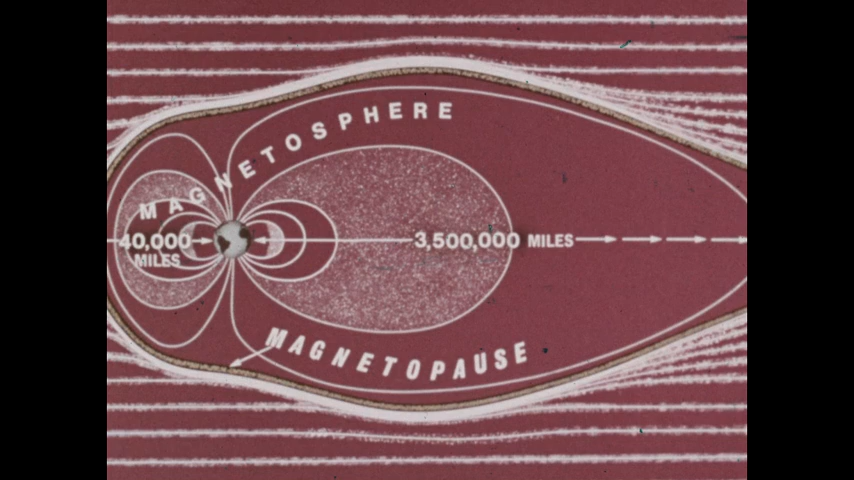 MAGNETOSPHERE
40,000
MILES
3,500,000 MILES
MAGNETOPAUSE